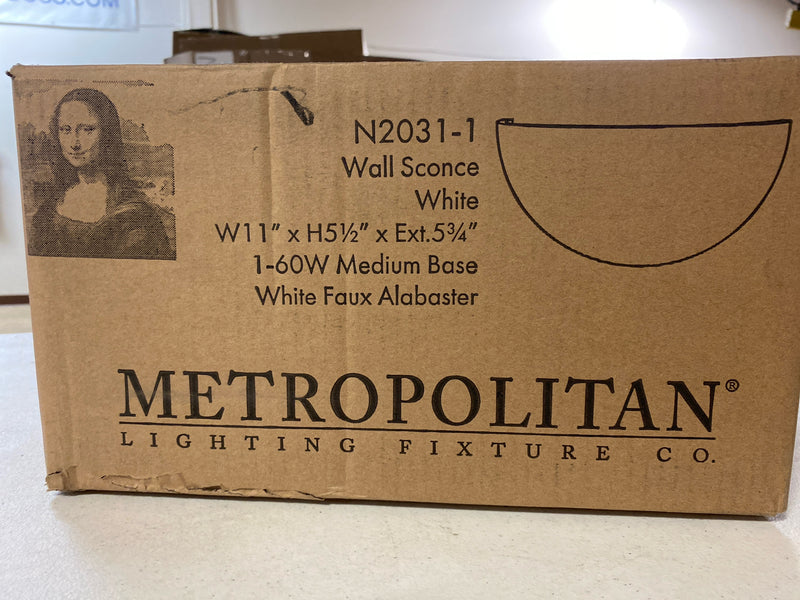 N2031-1
Wall Sconce
White
W11" x H5½" x Ext.5¾"
1-60W Medium Base
White Faux Alabaster
METROPOLITAN®
LIGHTING FIXTURE CO.